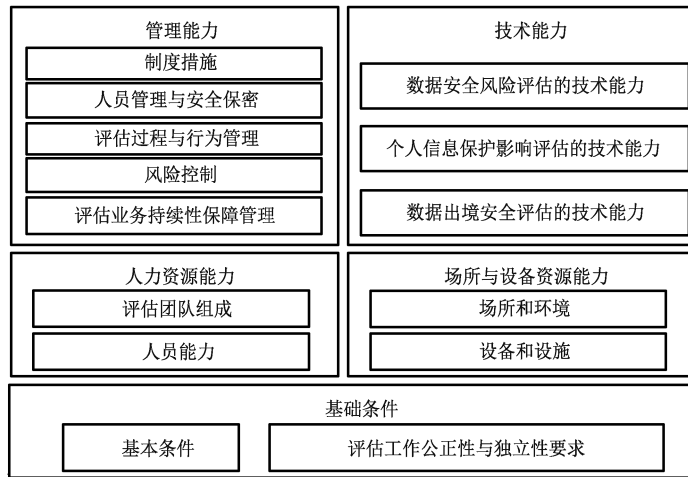 管理能力
制度措施
人员管理与安全保密
评估过程与行为管理
风险控制
评估业务持续性保障管理
技术能力
数据安全风险评估的技术能力
个人信息保护影响评估的技术能力
数据出境安全评估的技术能力
人力资源能力
评估团队组成
人员能力
场所与设备资源能力
场所和环境
设备和设施
基础条件
基本条件
评估工作公正性与独立性要求